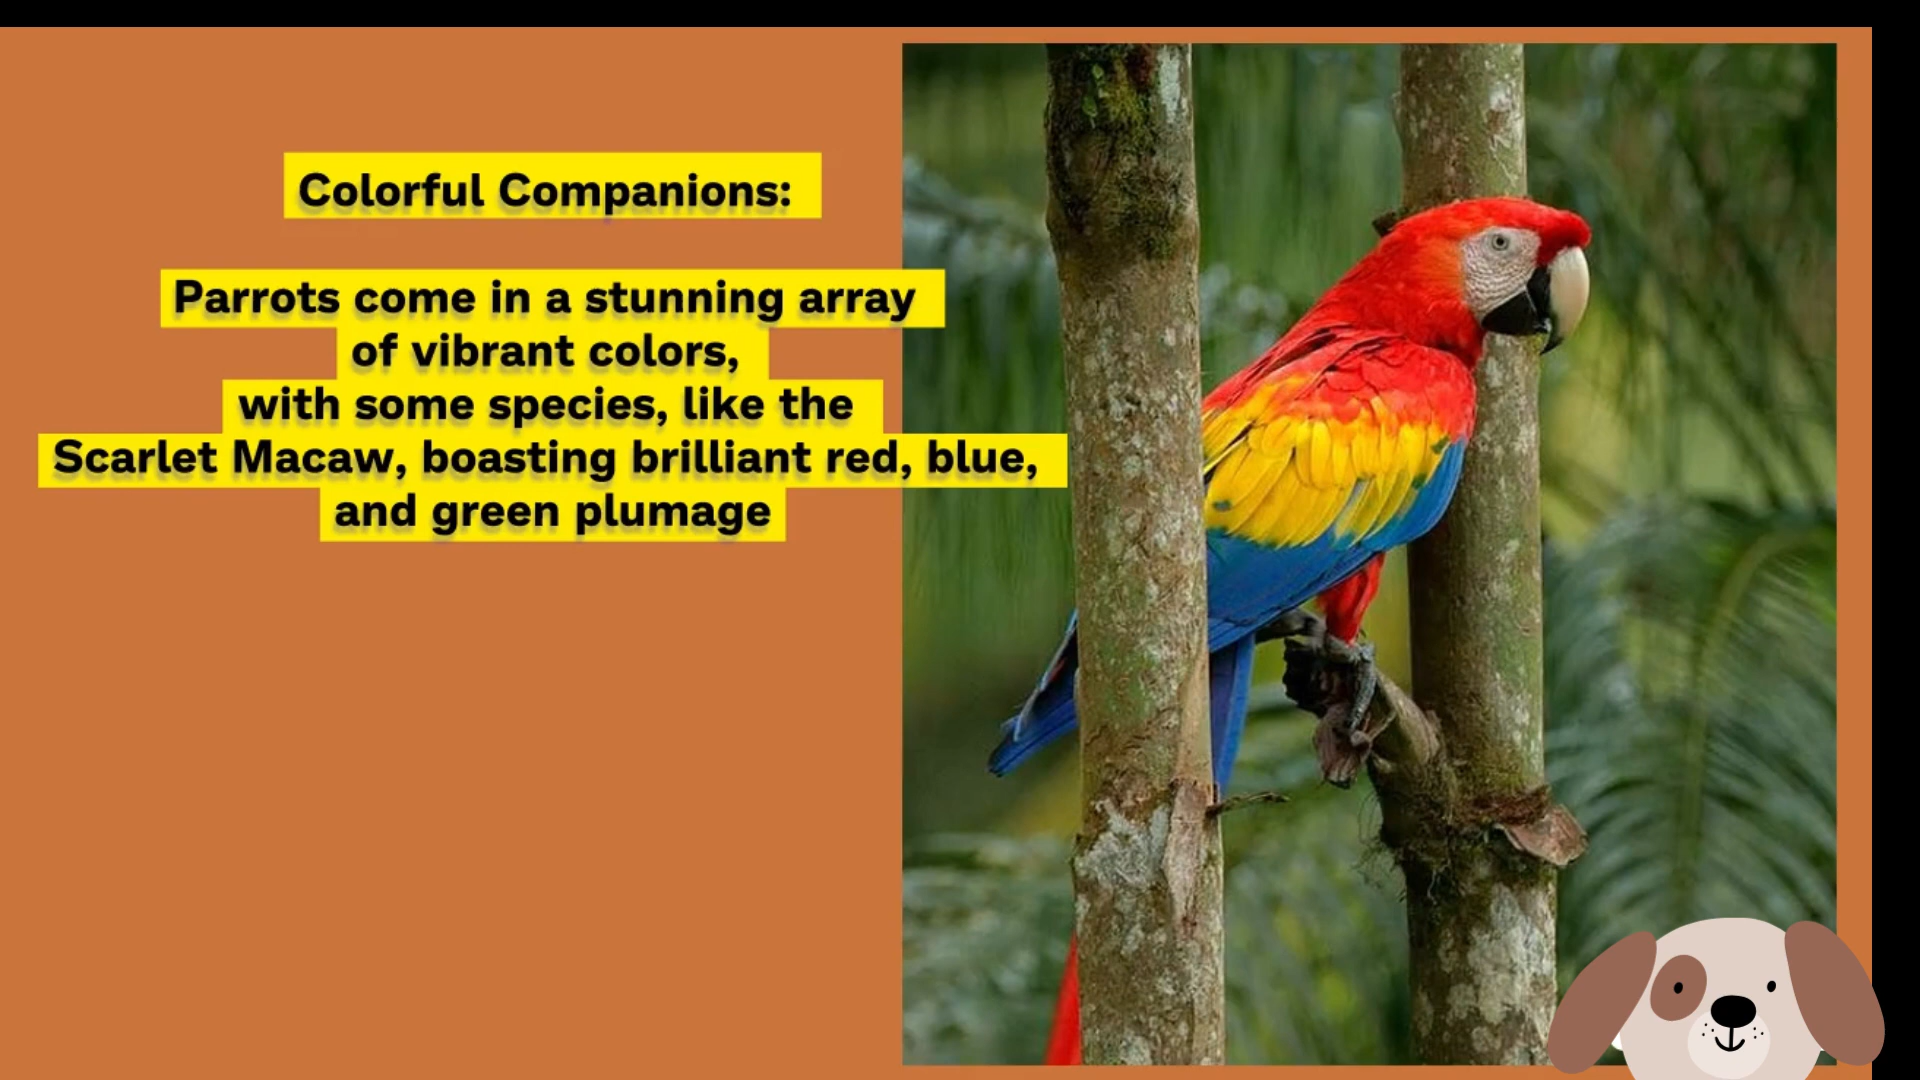 Colorful Companions:
Parrots come in a stunning array
of vibrant colors,
with some species, like the
Scarlet Macaw, boasting brilliant red, blue,
and green plumage